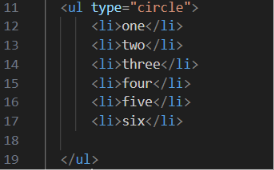 11 <ul type="circle">
12 <li>one</li>
13 <li>two</li>
14 <li>three</li>
15 <li>four</li>
16 <li>five</li>
17 <li>six</li>
18
19 </ul>